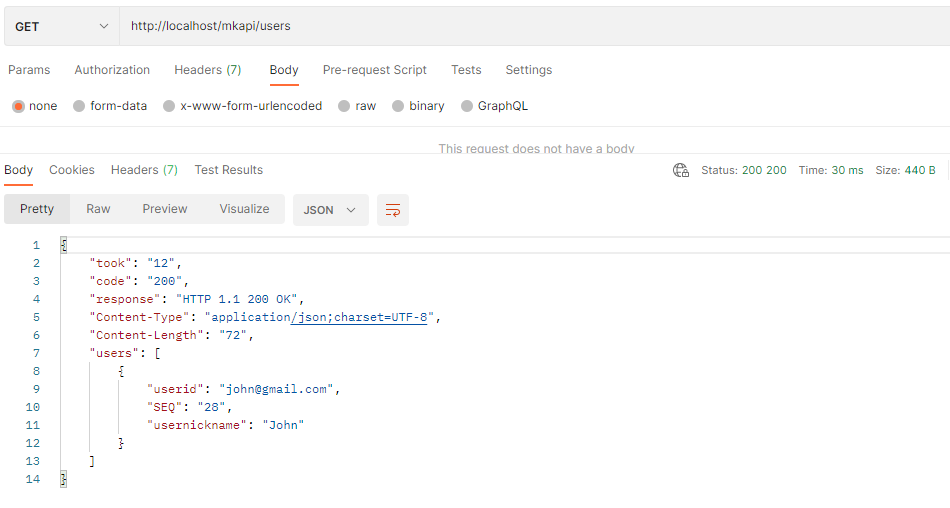 GET http://localhost/mkapi/users
Params Authorization Headers (7) Body Pre-request Script Tests Settings
none form-data x-www-form-urlencoded raw binary GraphQL
This request does not have a body
Body Cookies Headers (7) Test Results Status: 200 200 Time: 30 ms Size: 440 B
Pretty Raw Preview Visualize JSON
1 {
2 "took": "12",
3 "code": "200",
4 "response": "HTTP 1.1 200 OK",
5 "Content-Type": "application/json;charset=UTF-8",
6 "Content-Length": "72",
7 "users": [
8 {
9 "userid": "john@gmail.com",
10 "SEQ": "28",
11 "usernickname": "John"
12 }
13 ]
14 }